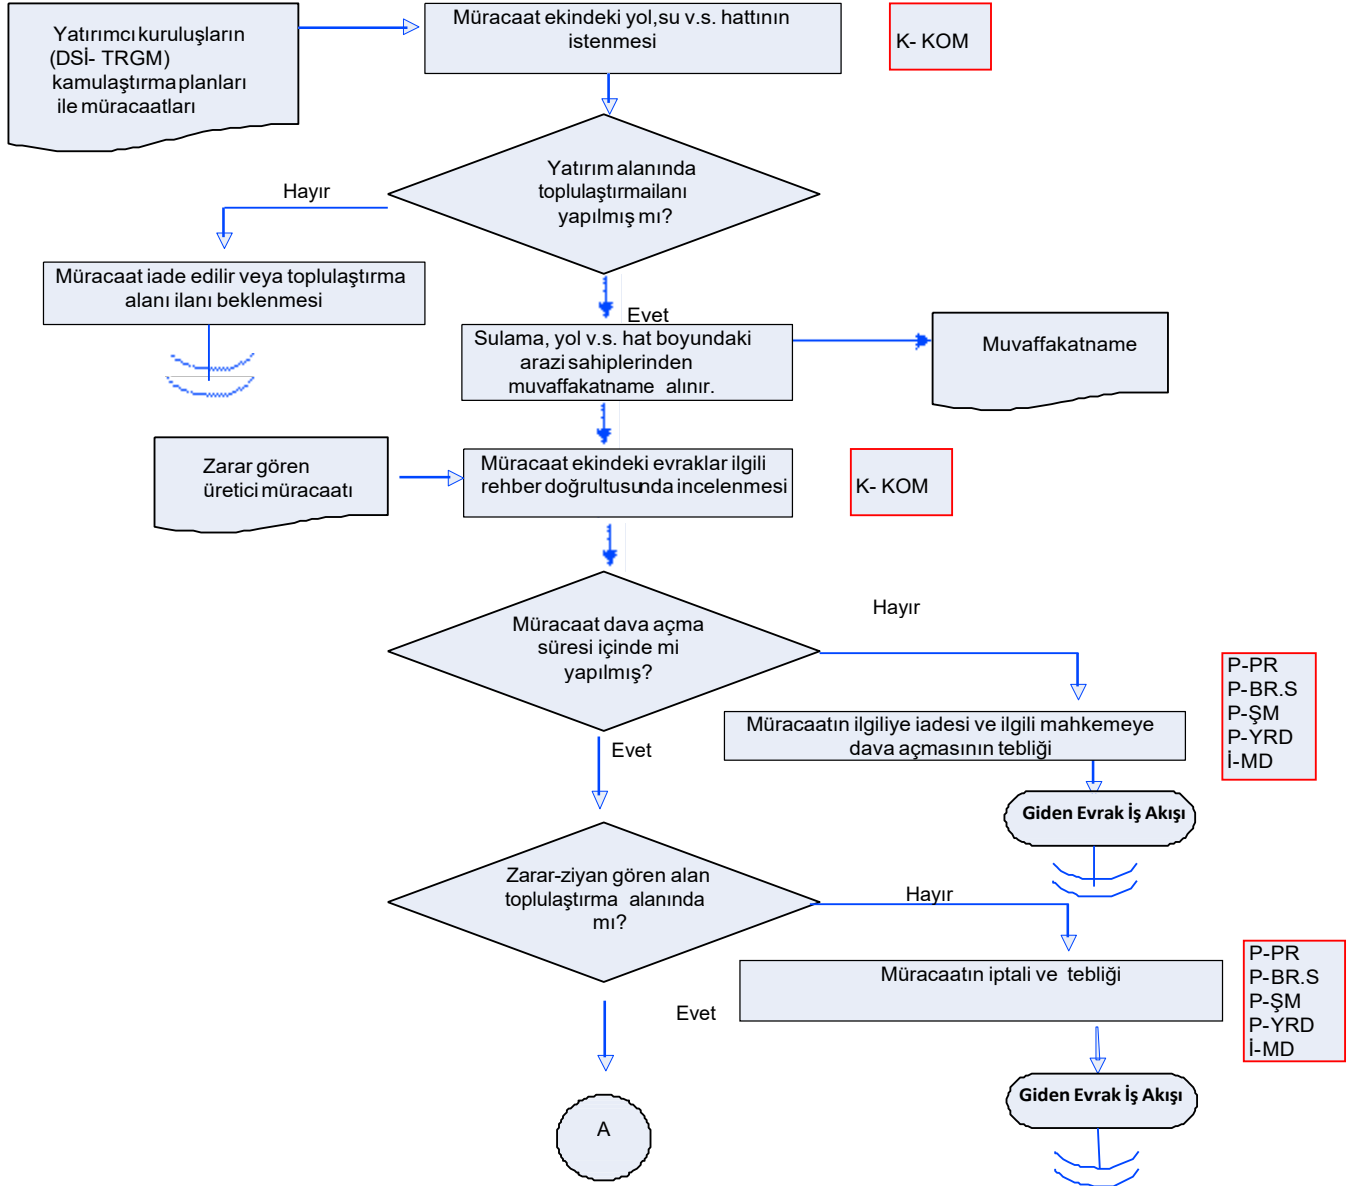 Yatırımcı kuruluşların
(DSİ- TRGM)
kamulaştırma planları
ile müracaatları
Müracaat ekindeki yol,su v.s. hattının
istenmesi
K- KOM
Yatırım alanında
toplulaştırma ilanı
yapılmış mı?
Hayır
Müracaat iade edilir veya toplulaştırma
alanı ilanı beklenmesi
Evet
Sulama, yol v.s. hat boyundaki
arazi sahiplerinden
muvaffakatname alınır.
Muvaffakatname
Zarar gören
üretici müracaatı
Müracaat ekindeki evraklar ilgili
rehber doğrultusunda incelenmesi
K- KOM
Müracaat dava açma
süresi içinde mi
yapılmış?
Hayır
P-PR
P-BR.S
P-ŞM
P-YRD
İ-MD
Müracaatın ilgiliye iadesi ve ilgili mahkemeye
dava açmasının tebliği
Evet
Giden Evrak İş Akışı
Zarar-ziyan gören alan
toplulaştırma alanında
mı?
Hayır
Müracaatın iptali ve tebliği
P-PR
P-BR.S
P-ŞM
P-YRD
İ-MD
Evet
Giden Evrak İş Akışı
A